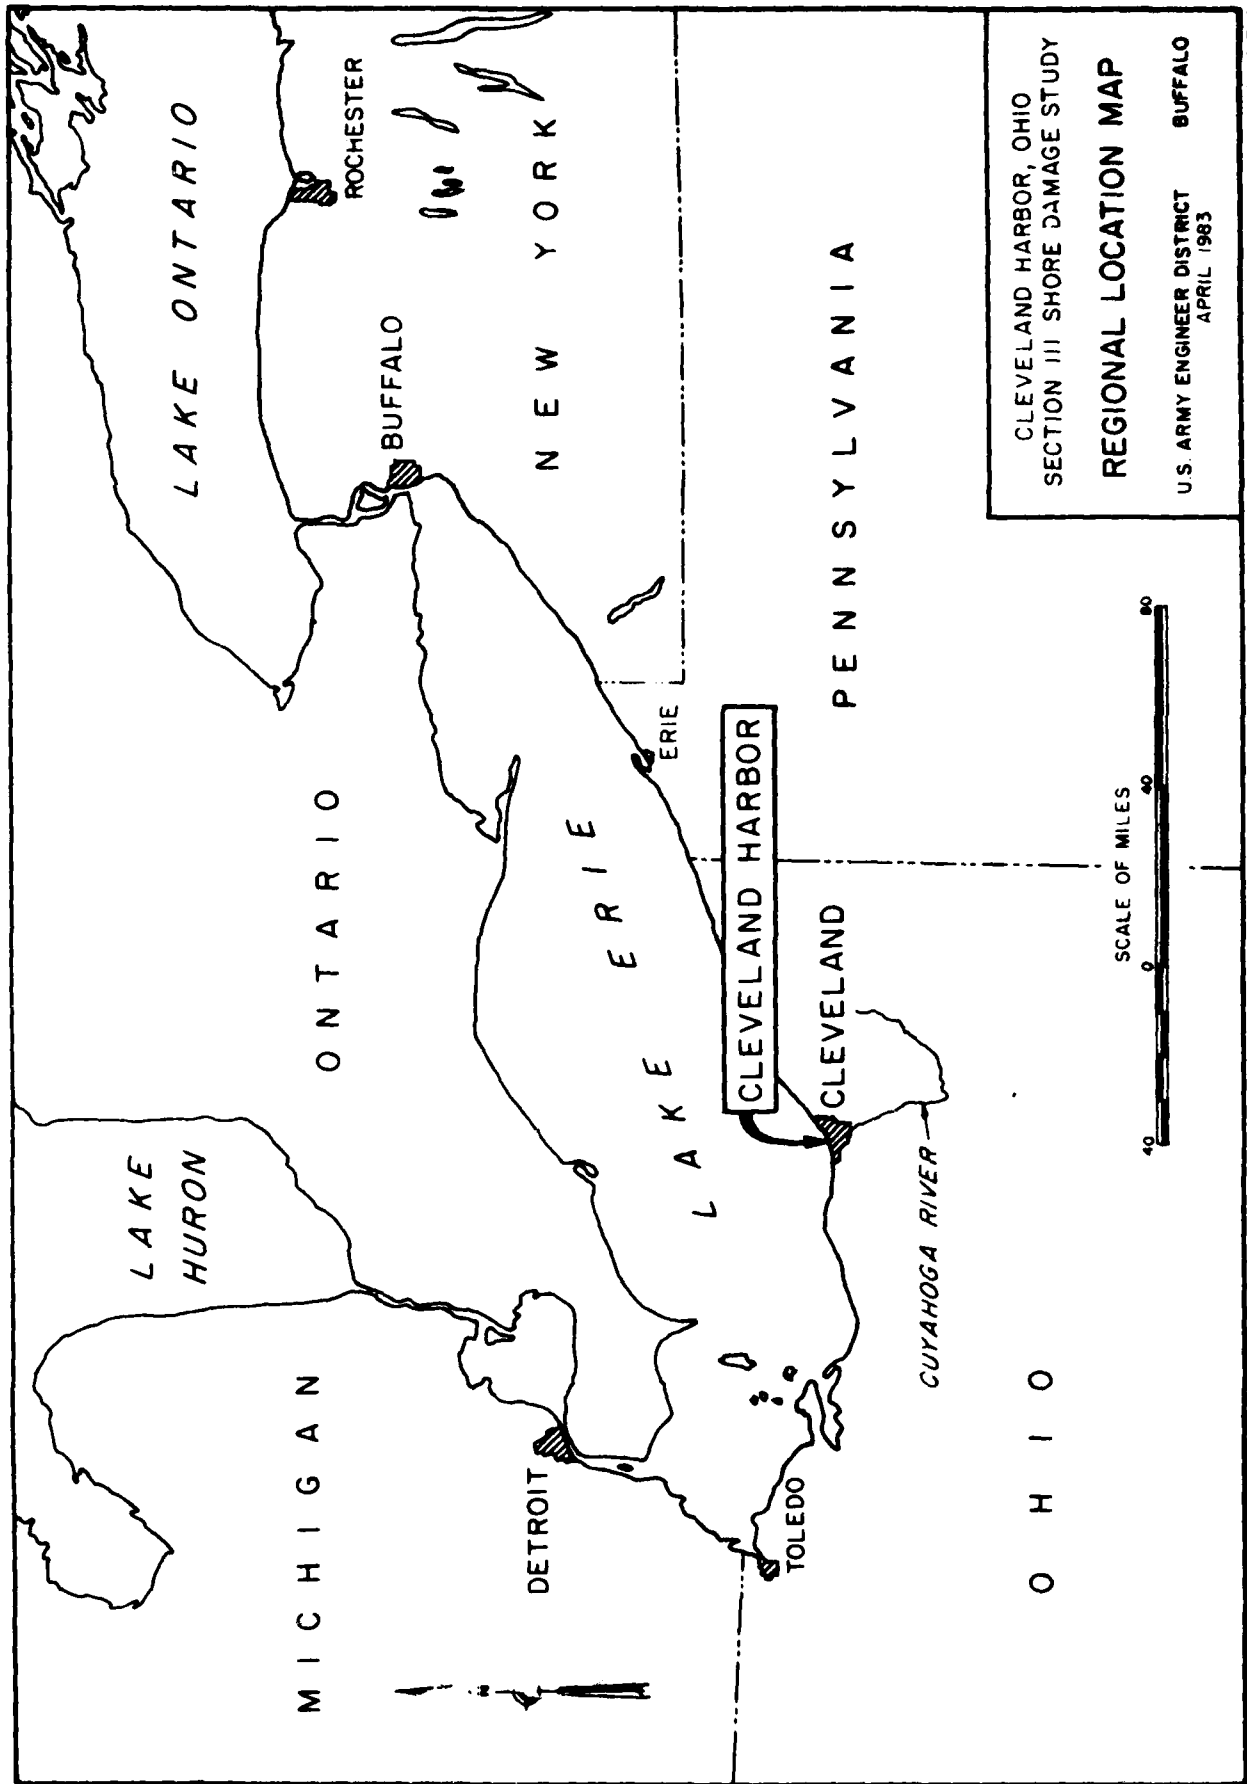 LAKE
HURON
LAKE ONTARIO
MICHIGAN
ONTARIO
ROCHESTER
BUFFALO
NEW YORK
DETROIT
LAKE ERIE
ERIE
TOLEDO
CLEVELAND HARBOR
CLEVELAND
PENNSYLVANIA
CUYAHOGA RIVER
OHIO
SCALE OF MILES
40 0 40 80
CLEVELAND HARBOR, OHIO
SECTION 111 SHORE DAMAGE STUDY
REGIONAL LOCATION MAP
U.S. ARMY ENGINEER DISTRICT BUFFALO
APRIL 1983